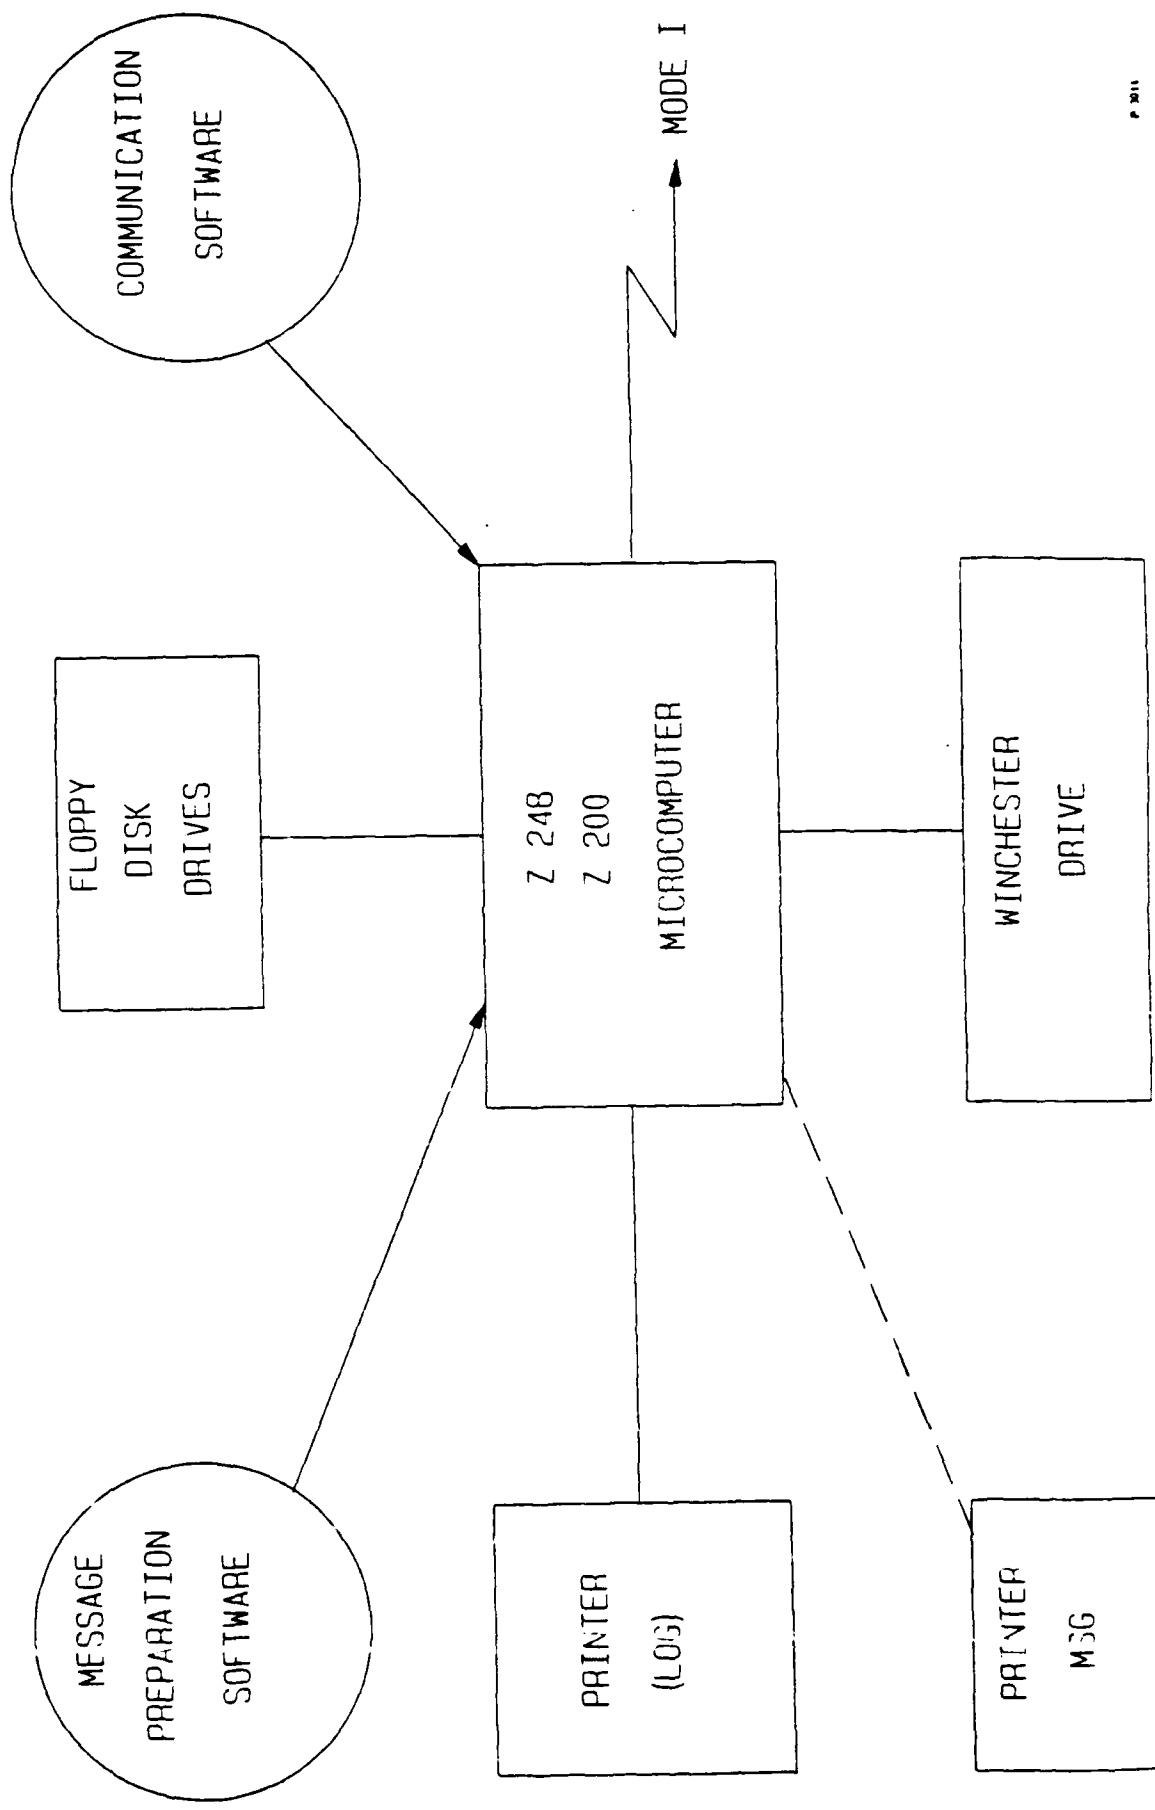 MESSAGE
PREPARATION
SOFTWARE
FLOPPY
DISK
DRIVES
COMMUNICATION
SOFTWARE
PRINTER
(LOG)
Z 248
Z 200
MICROCOMPUTER
MODE I
PRINTER
MSG
WINCHESTER
DRIVE